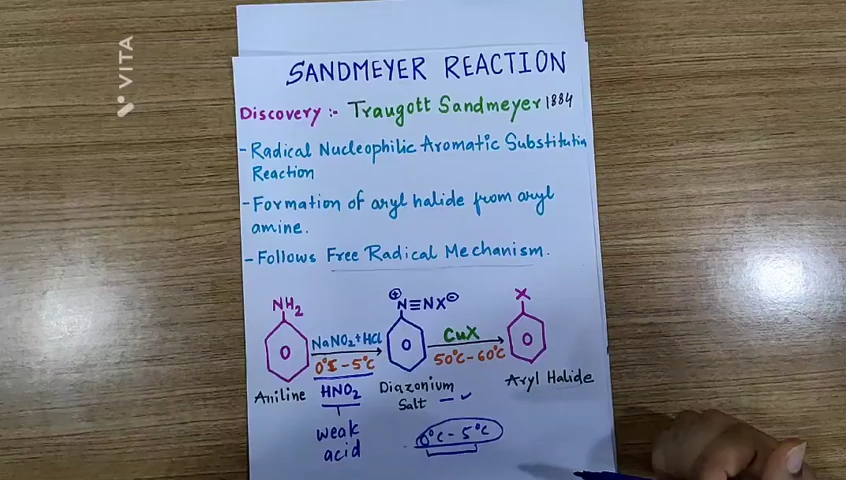 VITA
SANDMEYER REACTION
Discovery :- Traugott Sandmeyer 1884
- Radical Nucleophilic Aromatic Substitution
Reaction
- Formation of aryl halide from aryl
amine.
- Follows Free Radical Mechanism.
NH₂
⊕
N≡NX⊖
X
NaNO₂+HCl
CuX
0°C - 5°C
50°C - 60°C
Aniline
HNO₂
Diazonium
Salt
Aryl Halide
weak
acid
0°C - 5°C